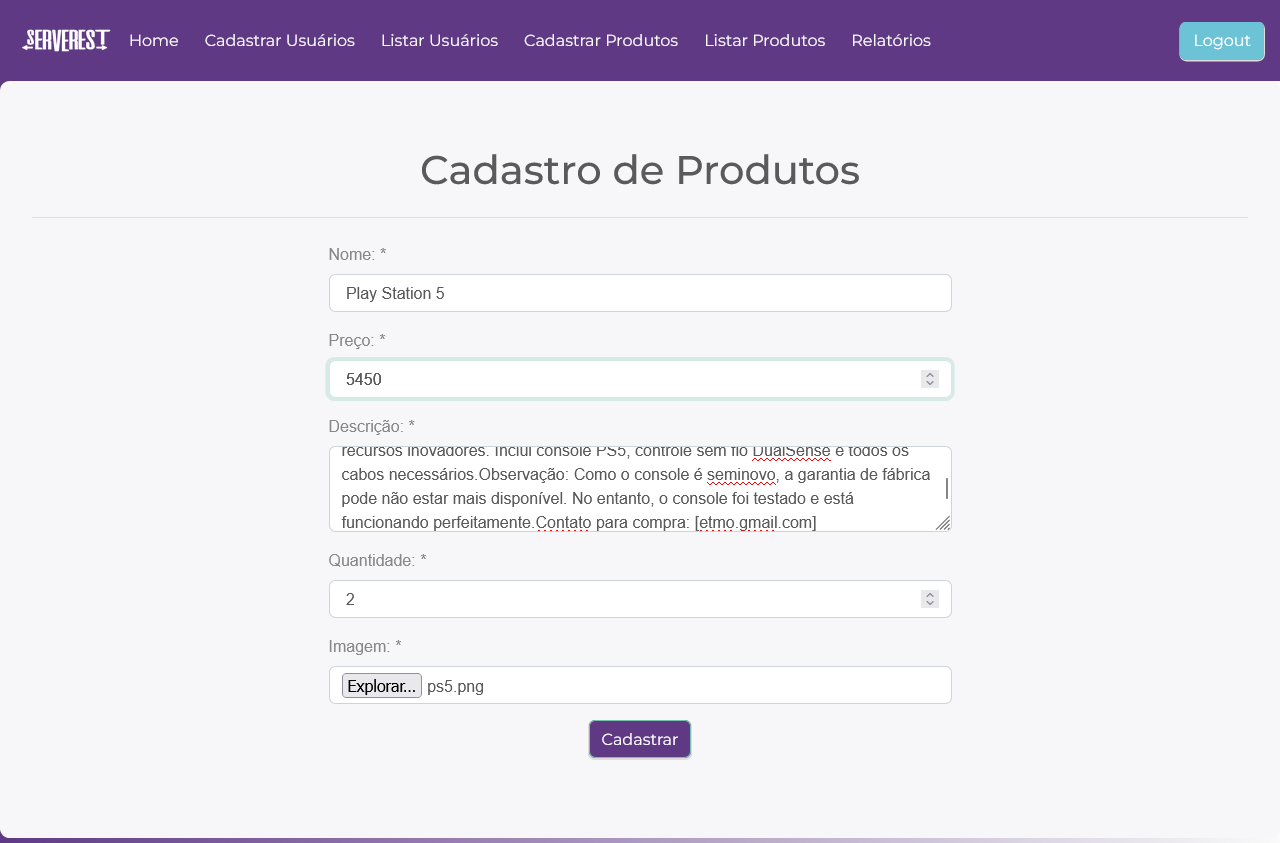 SERVEREST Home Cadastrar Usuários Listar Usuários Cadastrar Produtos Listar Produtos Relatórios Logout
Cadastro de Produtos
Nome: *
Play Station 5
Preço: *
5450
Descrição: *
recursos inovadores. Inclui console PS5, controle sem fio DualSense e todos os
cabos necessários.Observação: Como o console é seminovo, a garantia de fábrica
pode não estar mais disponível. No entanto, o console foi testado e está
funcionando perfeitamente.Contato para compra: [etmo.gmail.com]
Quantidade: *
2
Imagem: *
Explorar... ps5.png
Cadastrar